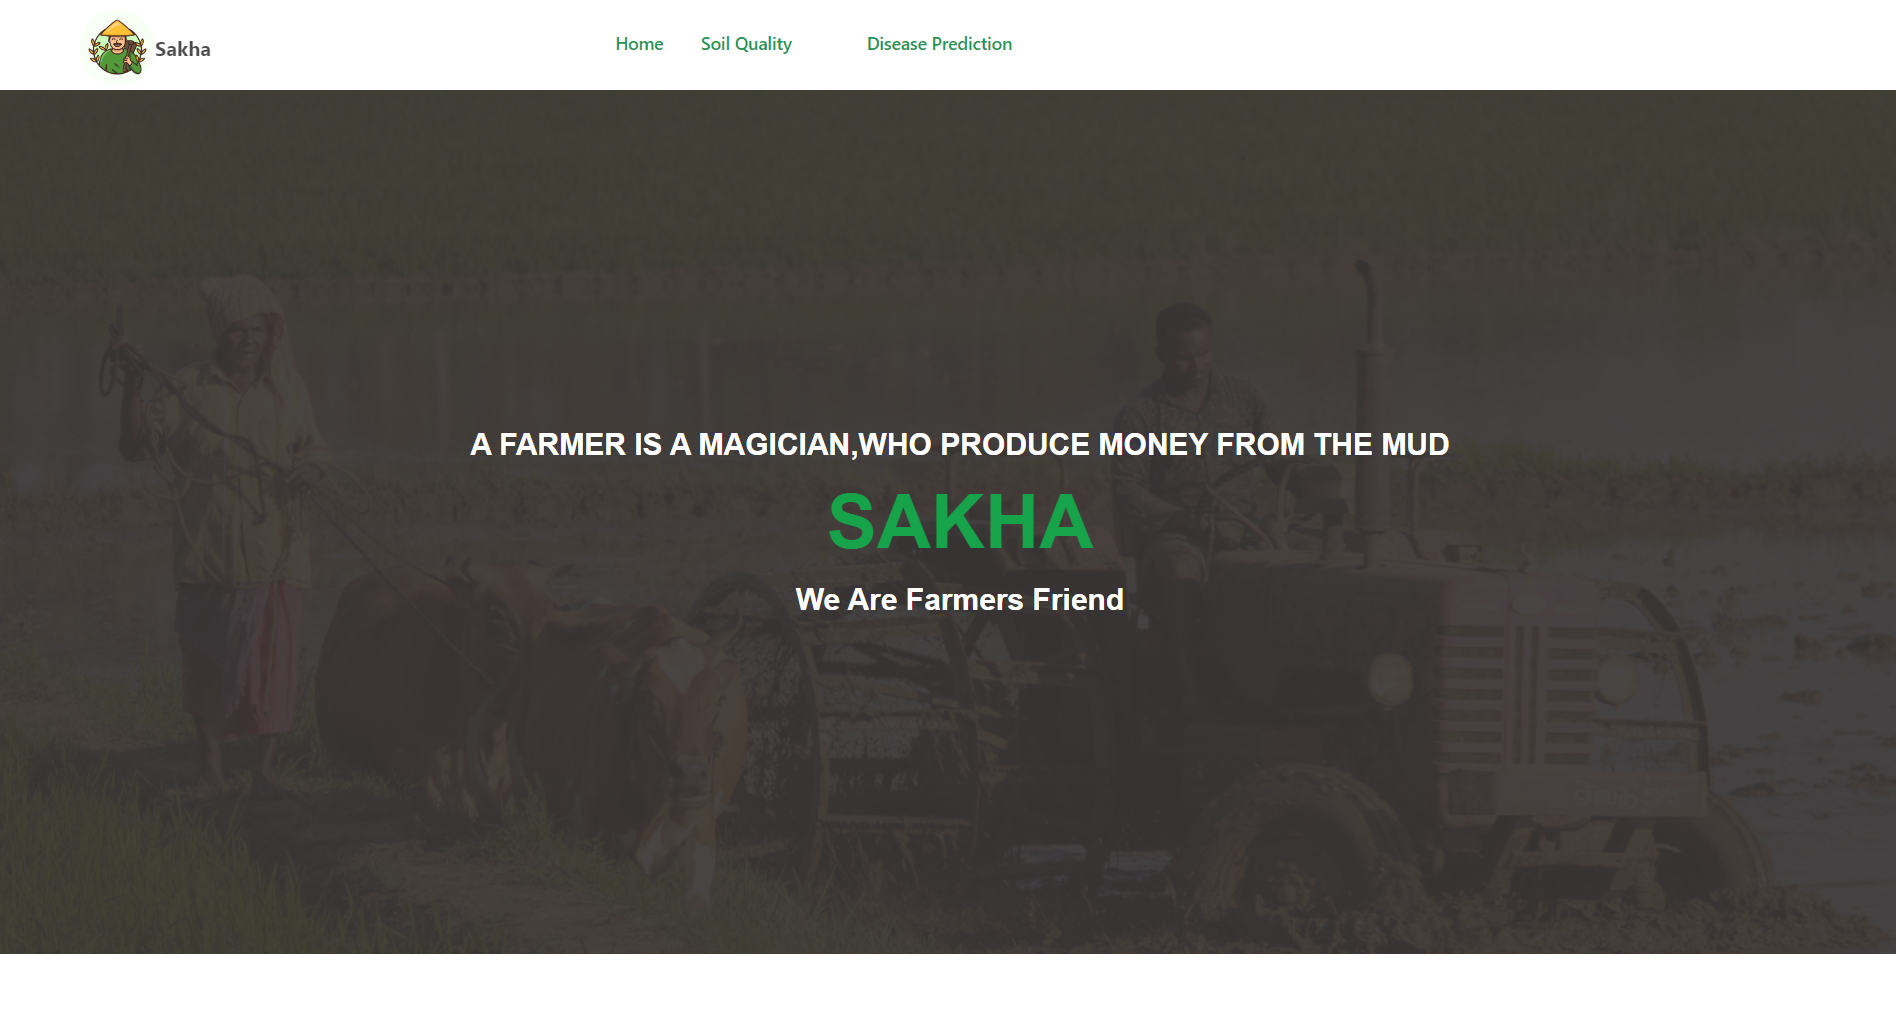 Sakha
Home Soil Quality Disease Prediction
A FARMER IS A MAGICIAN,WHO PRODUCE MONEY FROM THE MUD
SAKHA
We Are Farmers Friend